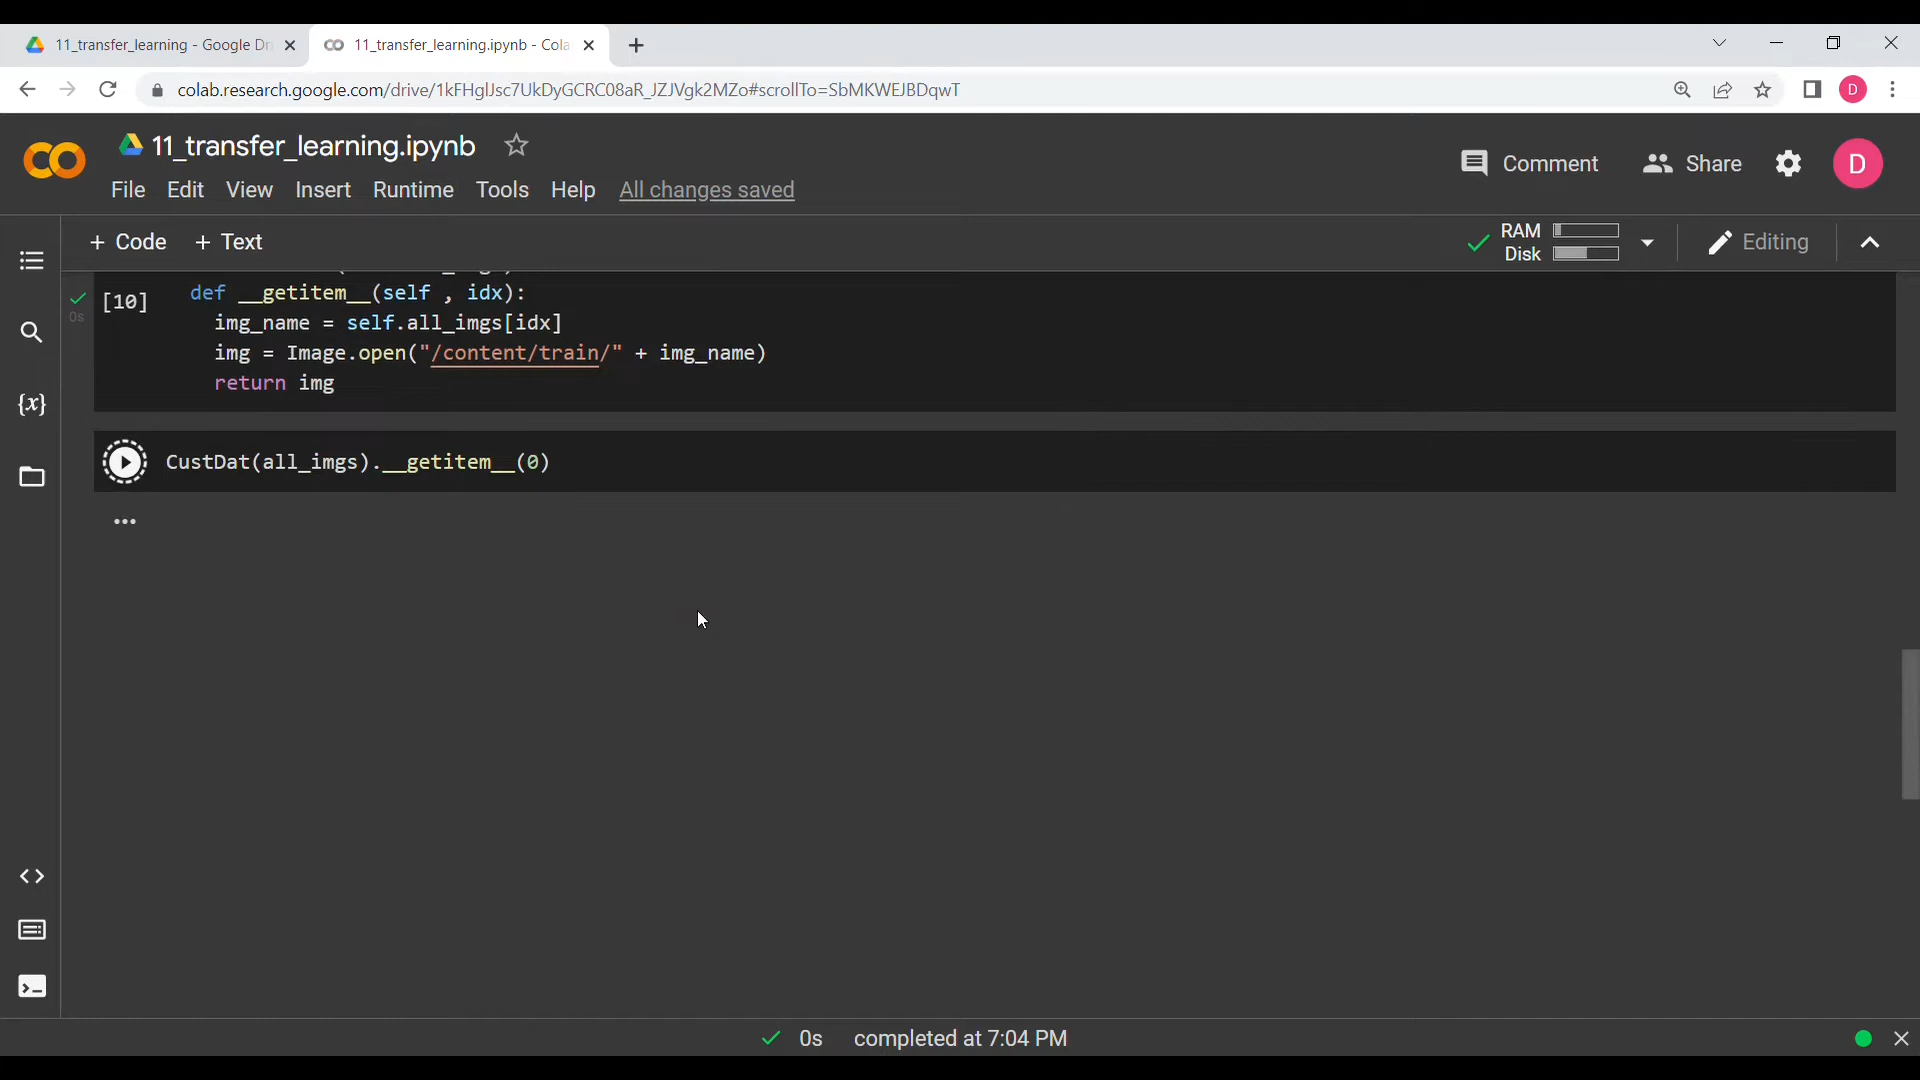 11_transfer_learning - Google Dr
11_transfer_learning.ipynb - Cola
colab.research.google.com/drive/1kFHglJsc7UkDyGCRC08aR_JZJVgk2MZo#scrollTo=SbMKWEJBDqwT
D
CO
11_transfer_learning.ipynb
Comment
Share
D
File Edit View Insert Runtime Tools Help All changes saved
+ Code + Text
RAM
Disk
Editing
[10]
0s
def __getitem__(self , idx):
img_name = self.all_imgs[idx]
img = Image.open("/content/train/" + img_name)
return img
{x}
CustDat(all_imgs).__getitem__(0)
...
0s completed at 7:04 PM